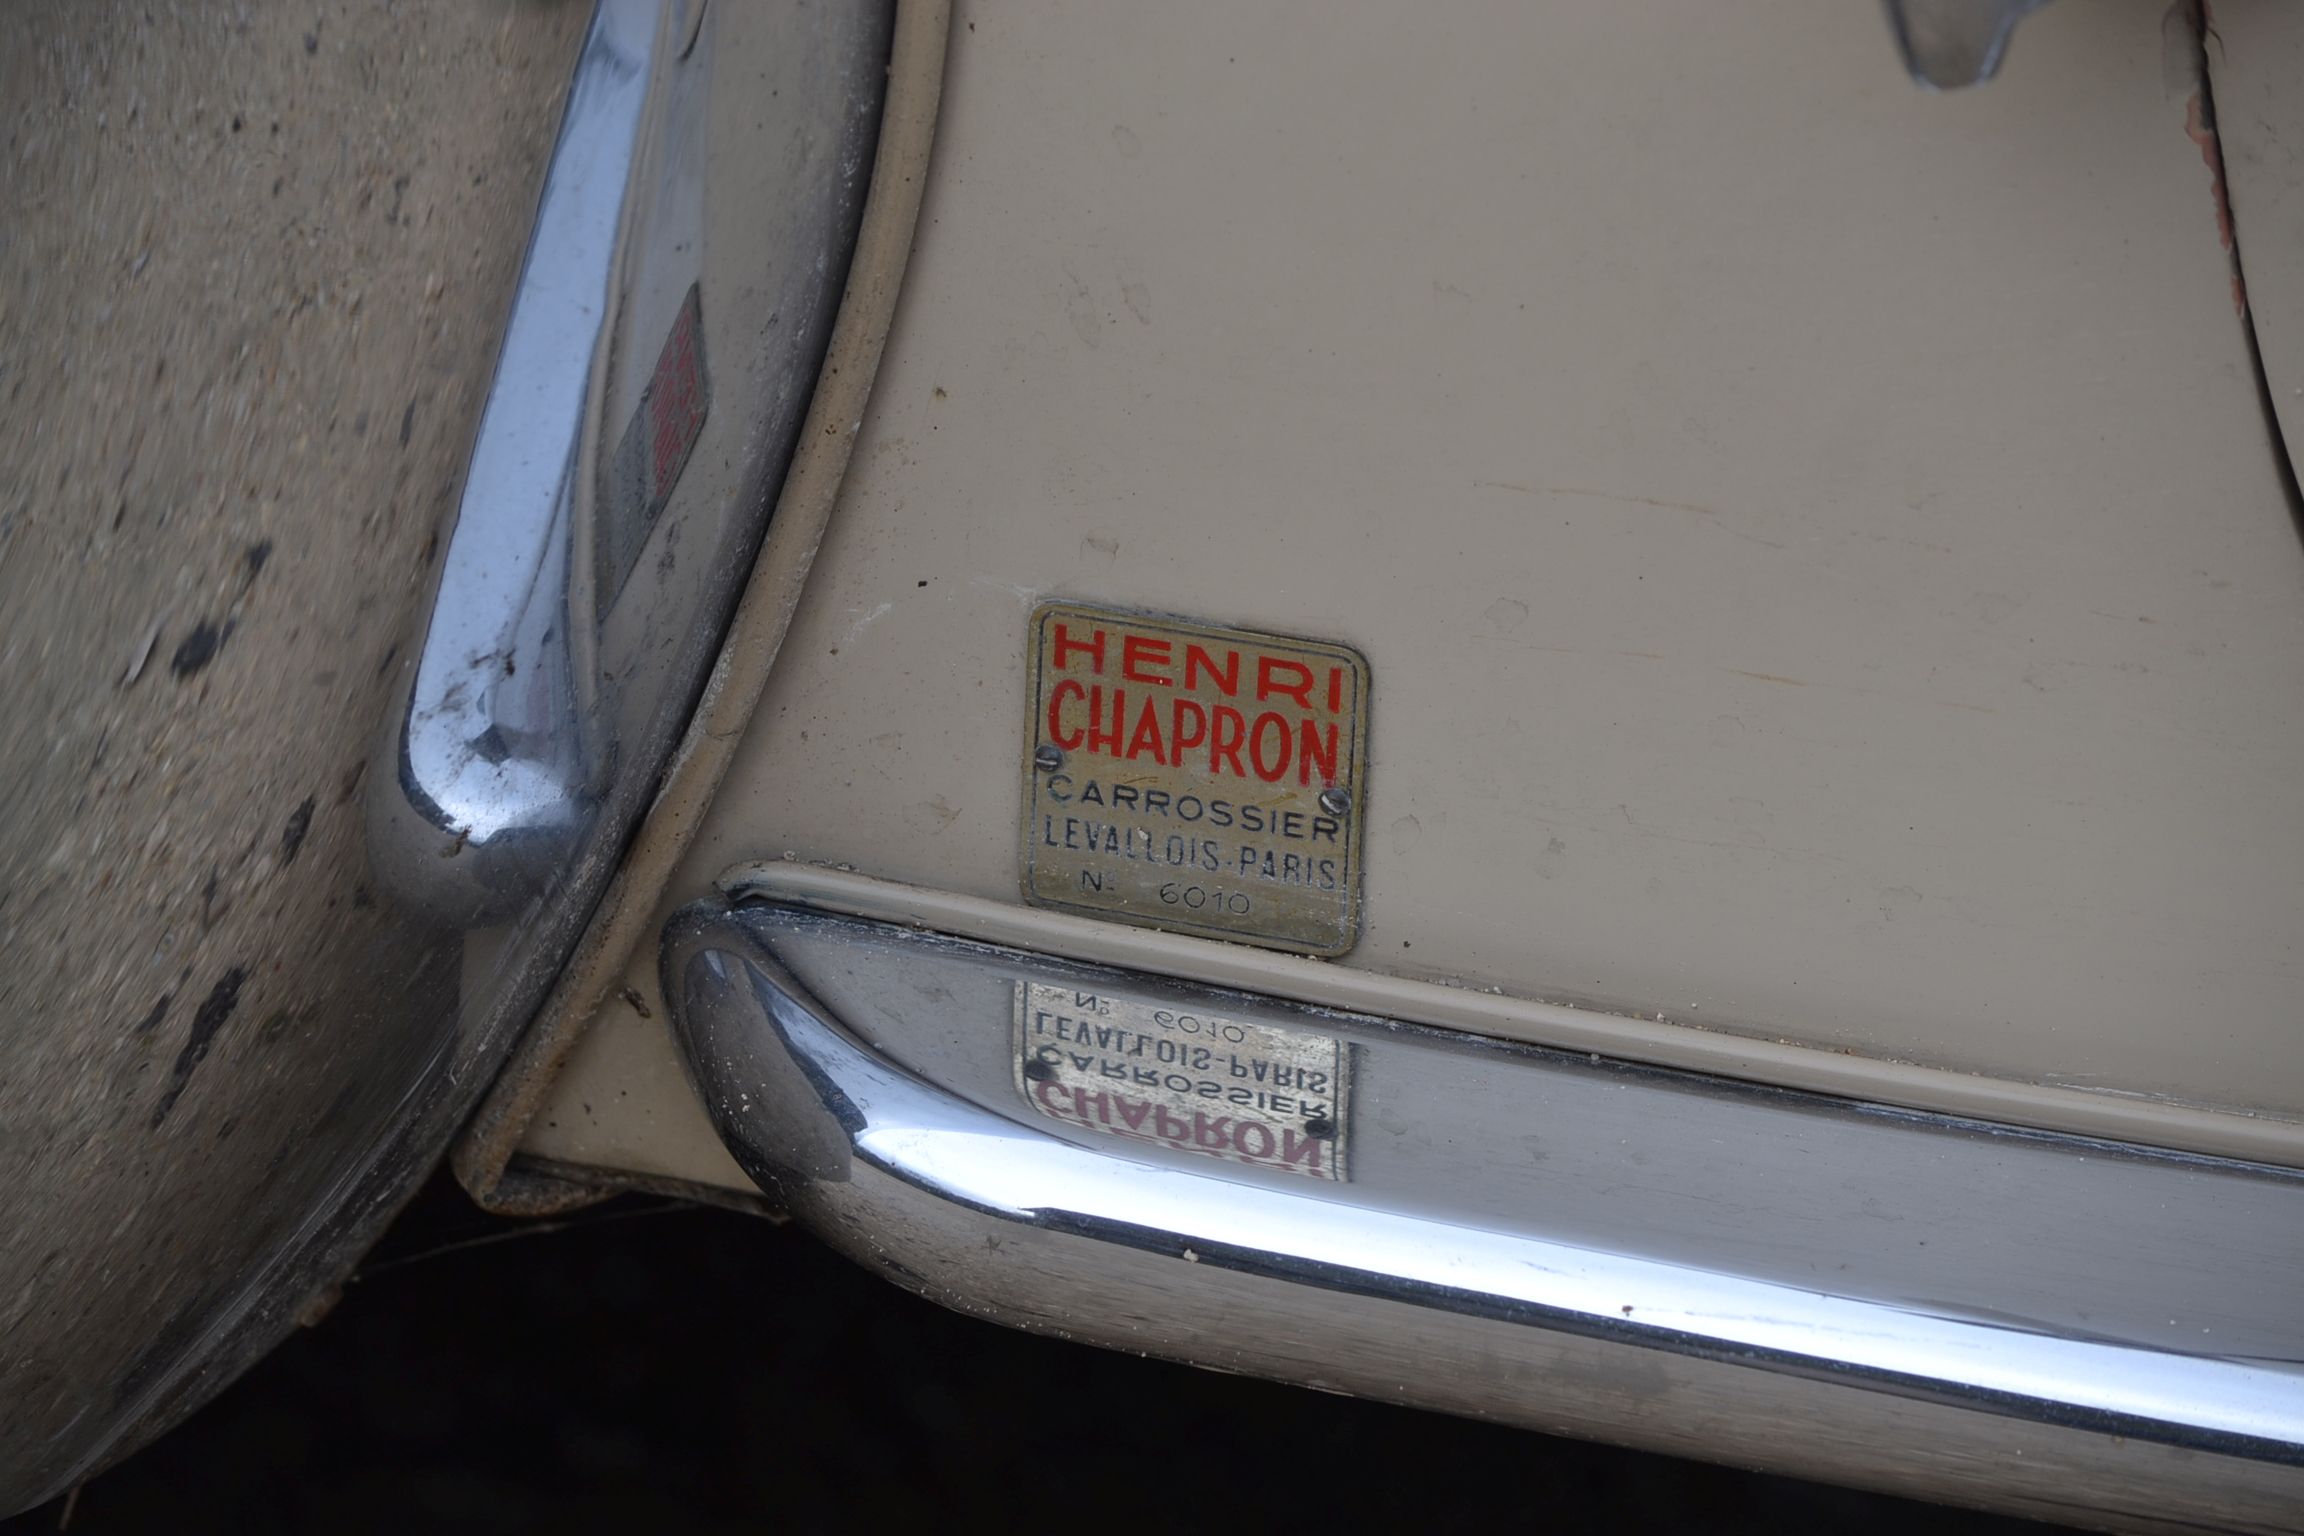 HENRI
CHAPRON
CARROSSIER
LEVALLOIS-PARIS
Nº 6010